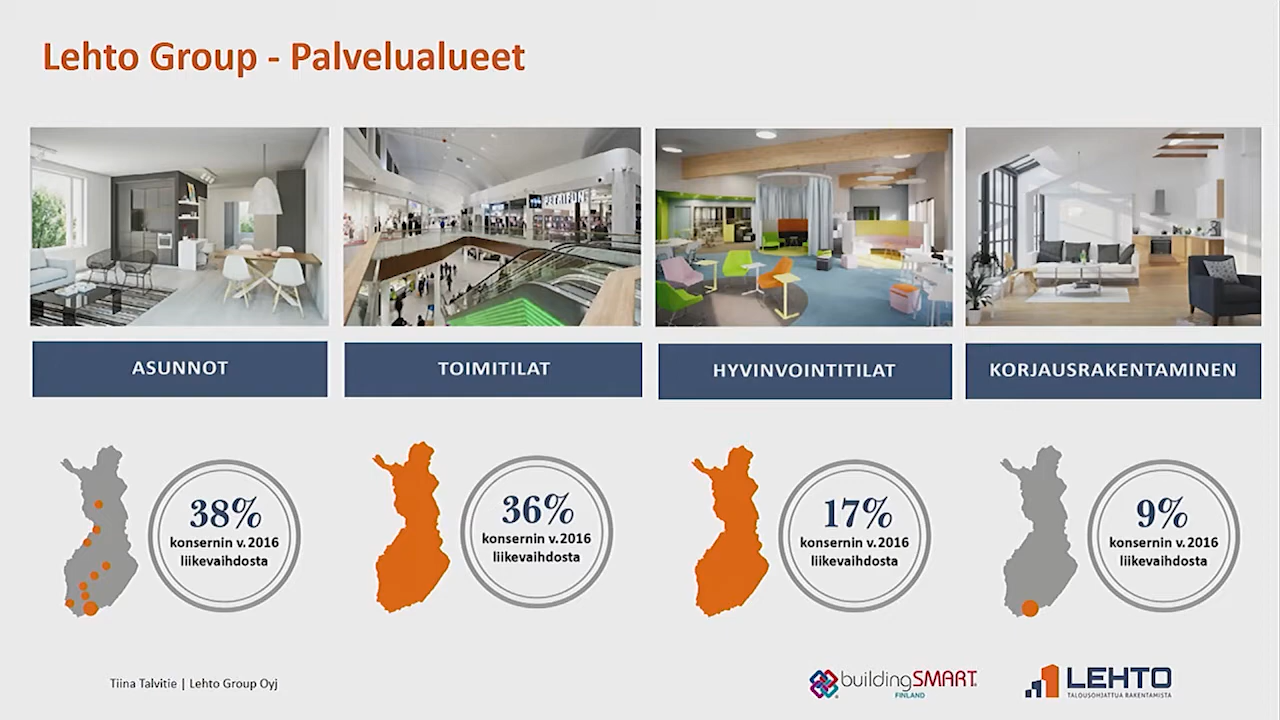 Lehto Group - Palvelualueet
ASUNNOT
TOIMITILAT
HYVINVOINTITILAT
KORJAUSRAKENTAMINEN
38%
konsernin v.2016
liikevaihdosta
36%
konsernin v.2016
liikevaihdosta
17%
konsernin v.2016
liikevaihdosta
9%
konsernin v.2016
liikevaihdosta
Tiina Talvitie | Lehto Group Oyj
buildingSMART
FINLAND
LEHTO
TALOUSOHJATTUA RAKENTAMISTA